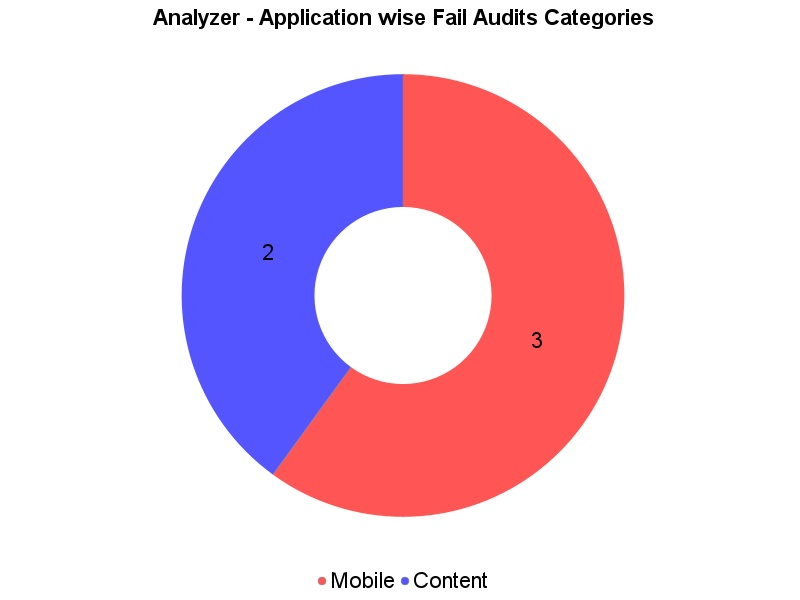 Analyzer - Application wise Fail Audits Categories
2
3
Mobile Content